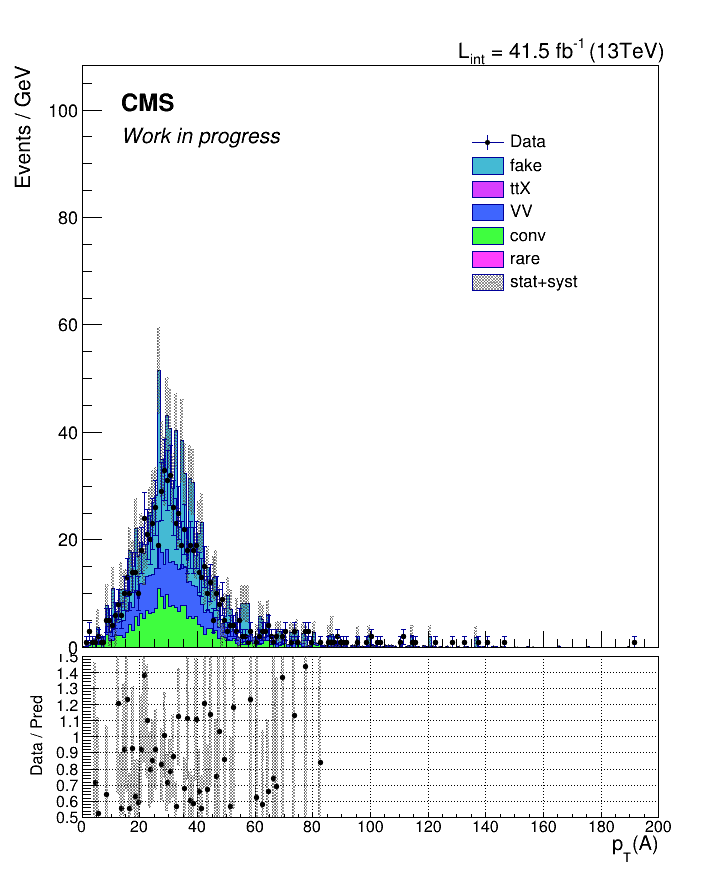 L_int = 41.5 fb^-1 (13TeV)
Events / GeV
CMS
Work in progress
100
80
60
40
20
0
Data
fake
ttX
VV
conv
rare
stat+syst
Data / Pred
1.5
1.4
1.3
1.2
1.1
1
0.9
0.8
0.7
0.6
0.5
0 20 40 60 80 100 120 140 160 180 200
p_T(A)